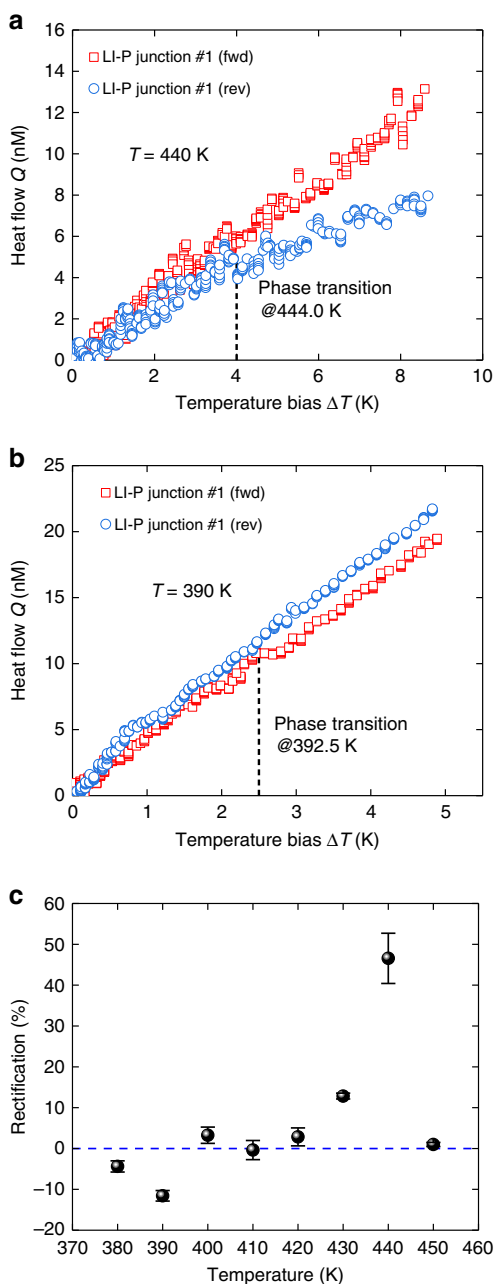 a
16
14
12
10
8
6
4
2
0
Heat flow Q (nM)
LI-P junction #1 (fwd)
LI-P junction #1 (rev)
T = 440 K
Phase transition
@444.0 K
0 2 4 6 8 10
Temperature bias ΔT (K)
b
25
20
15
10
5
0
Heat flow Q (nM)
LI-P junction #1 (fwd)
LI-P junction #1 (rev)
T = 390 K
Phase transition
@392.5 K
0 1 2 3 4 5
Temperature bias ΔT (K)
c
60
50
40
30
20
10
0
−10
−20
Rectification (%)
370 380 390 400 410 420 430 440 450 460
Temperature (K)